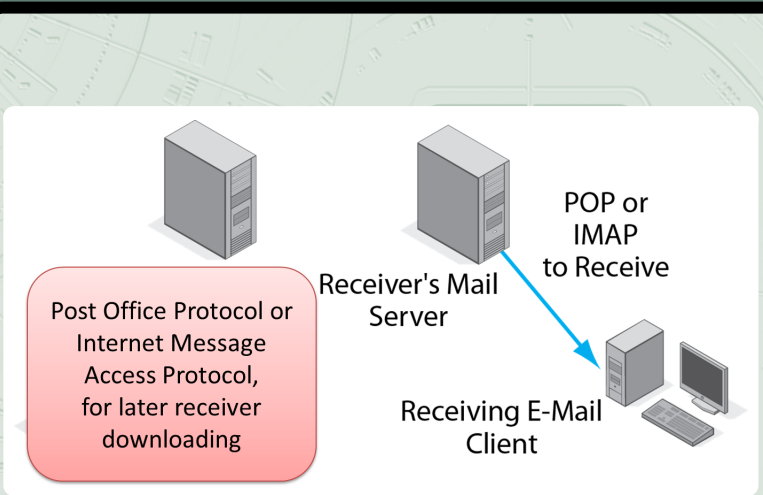 POP or
IMAP
to Receive
Receiver's Mail
Server
Post Office Protocol or
Internet Message
Access Protocol,
for later receiver
downloading
Receiving E-Mail
Client